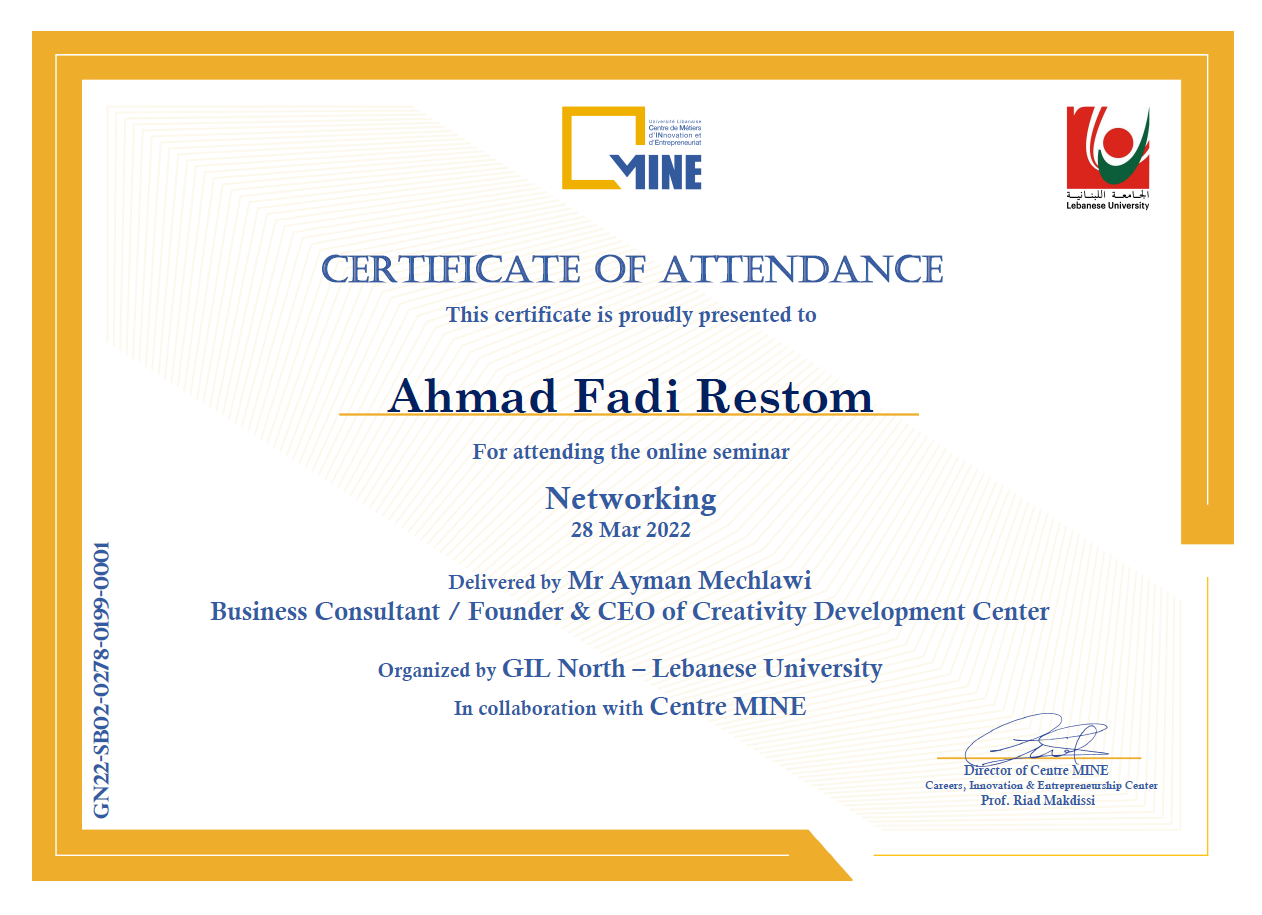 Université Libanaise
Centre de Métiers
d'INnovation et
d'Entrepreneuriat
MINE
الجامعة اللبنانية
Lebanese University
CERTIFICATE OF ATTENDANCE
This certificate is proudly presented to
Ahmad Fadi Restom
For attending the online seminar
Networking
28 Mar 2022
Delivered by Mr Ayman Mechlawi
Business Consultant / Founder & CEO of Creativity Development Center
Organized by GIL North – Lebanese University
In collaboration with Centre MINE
GN22-SB02-0278-0199-0001
Director of Centre MINE
Careers, Innovation & Entrepreneurship Center
Prof. Riad Makdissi